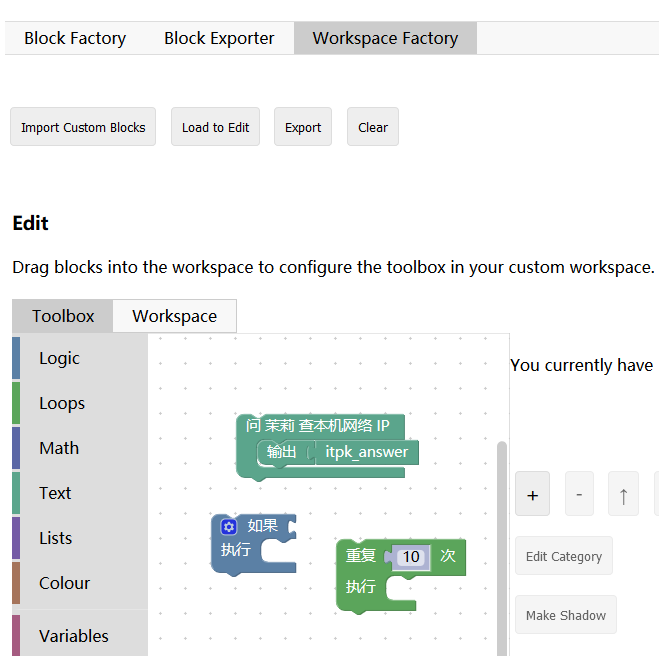 Block Factory Block Exporter Workspace Factory
Import Custom Blocks Load to Edit Export Clear
Edit
Drag blocks into the workspace to configure the toolbox in your custom workspace.
Toolbox Workspace
Logic
Loops
Math
Text
Lists
Colour
Variables
问 茉莉 查本机网络 IP
输出 itpk_answer
如果
执行
重复 10 次
执行
You currently have
+ - ↑
Edit Category
Make Shadow